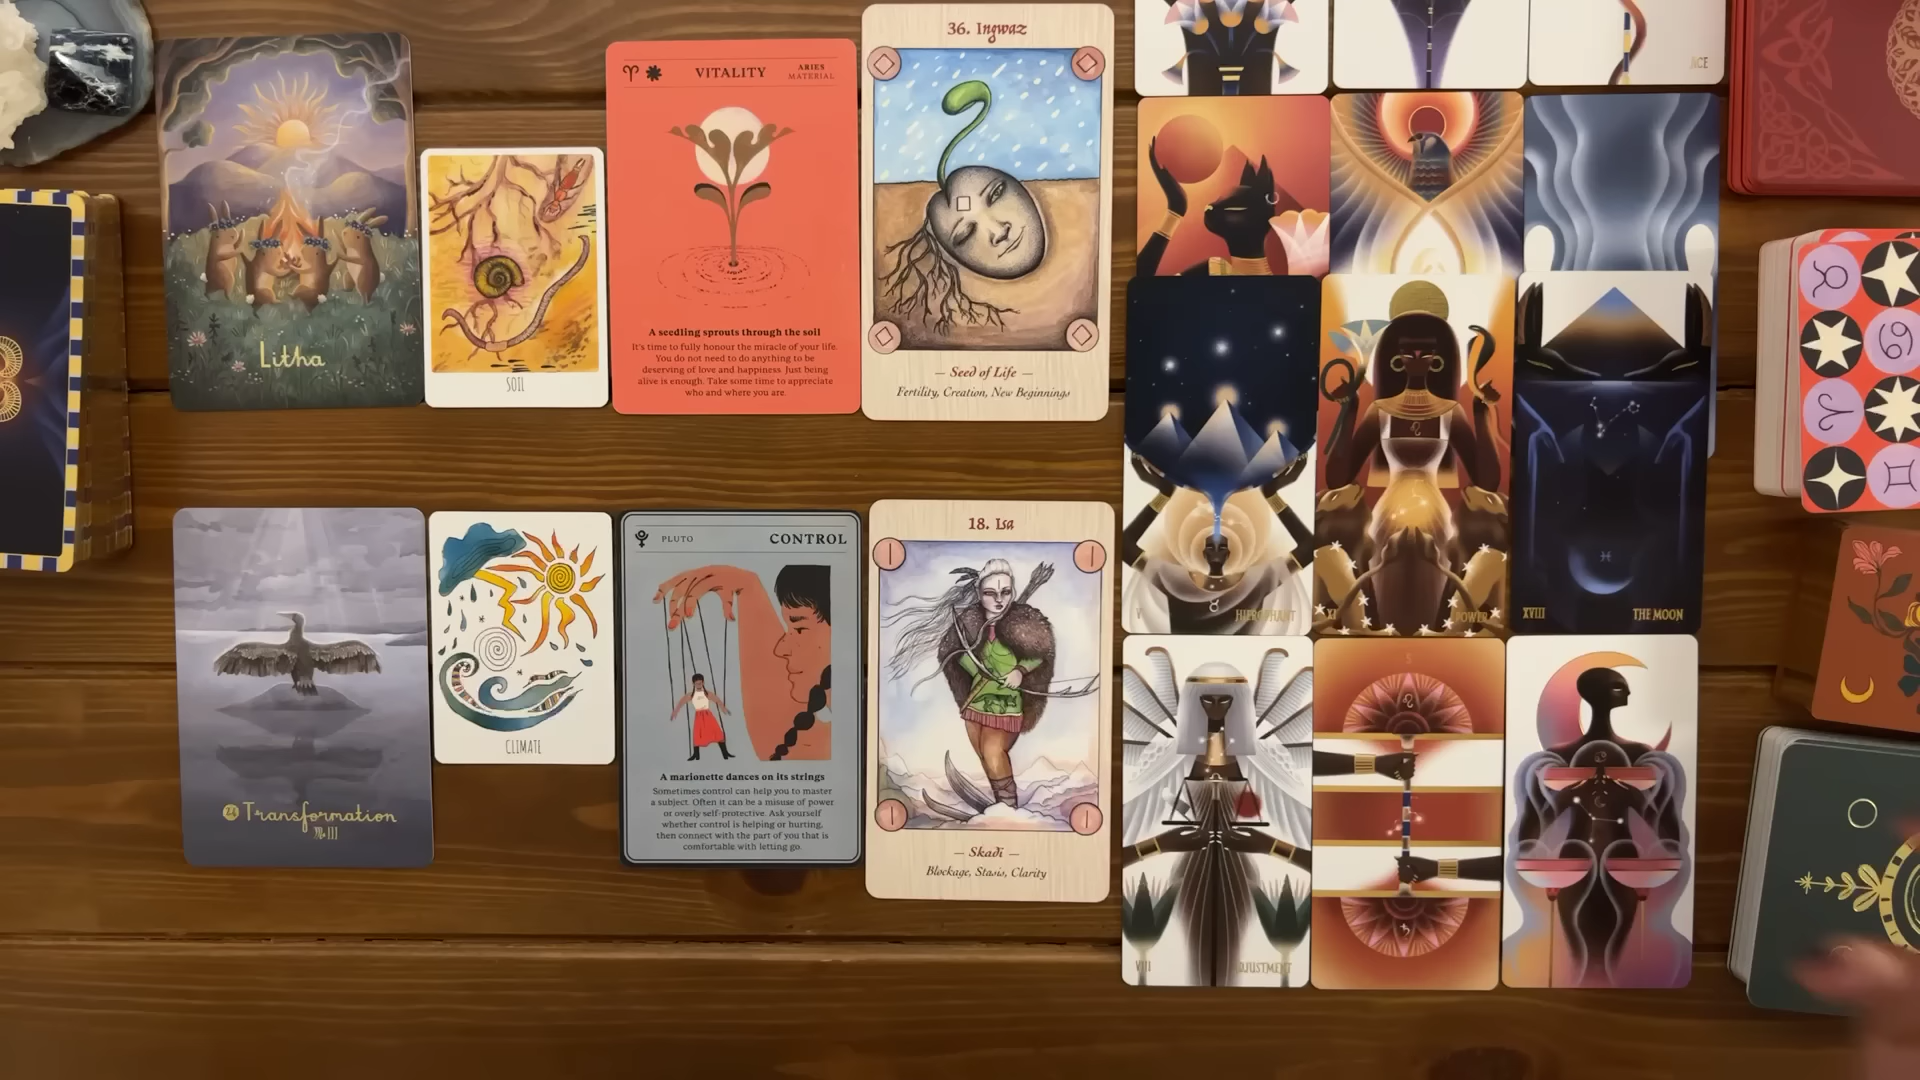 Litha
SOIL
VITALITY
ARIES
MATERIAL
A seedling sprouts through the soil
It's time to fully honour the miracle of your life.
You do not need to do anything to be
deserving of love and happiness. Just being
alive is enough. Take some time to appreciate
who and where you are.
36. Ingwaz
— Seed of Life —
Fertility, Creation, New Beginnings
Transformation
CLIMATE
PLUTO
CONTROL
A marionette dances on its strings
Sometimes control can help you to master
a subject. Often it can be a misuse of power
or overly self-protective. Ask yourself
whether control is helping or hurting,
then connect with the part of you that is
comfortable with letting go.
18. Isa
— Skadi —
Blockage, Stasis, Clarity
V
HIEROPHANT
XI
POWER
XVIII
THE MOON
5
VIII